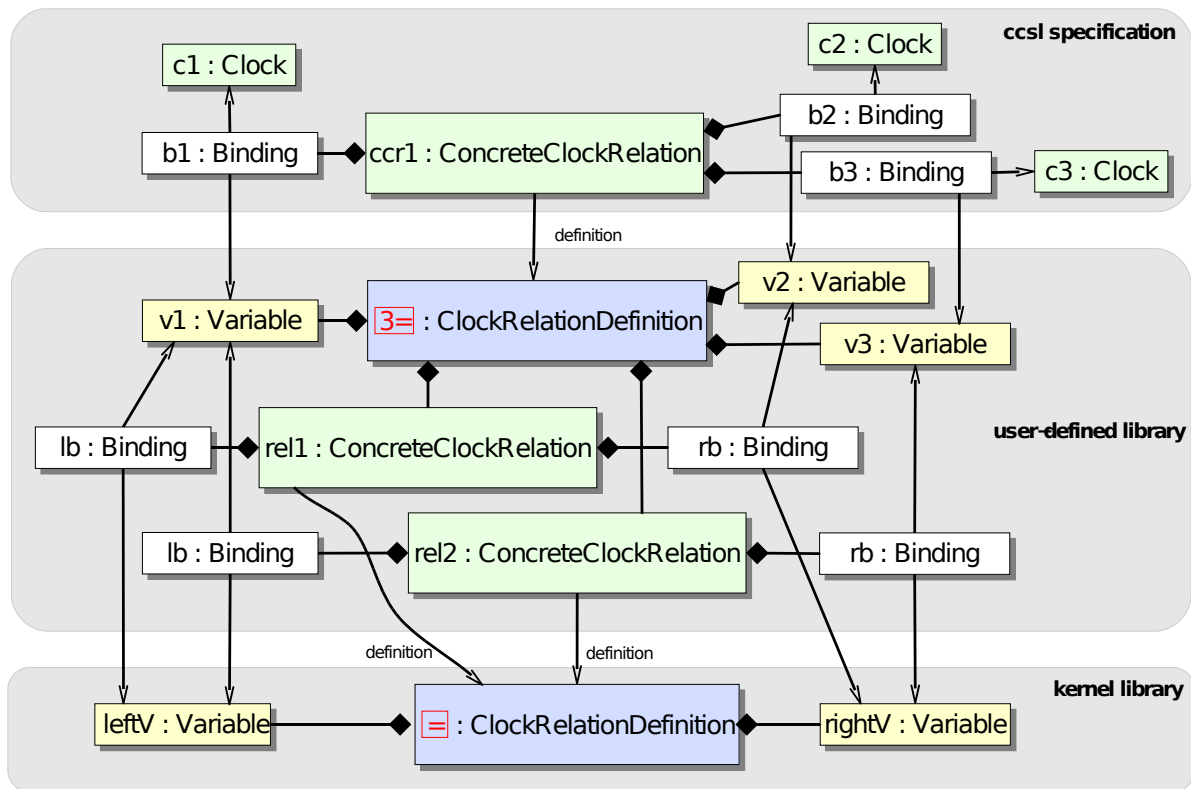 ccsl specification
c1 : Clock
c2 : Clock
b1 : Binding
ccr1 : ConcreteClockRelation
b2 : Binding
b3 : Binding
c3 : Clock
definition
v1 : Variable
3= : ClockRelationDefinition
v2 : Variable
v3 : Variable
user-defined library
lb : Binding
rel1 : ConcreteClockRelation
rb : Binding
lb : Binding
rel2 : ConcreteClockRelation
rb : Binding
definition
definition
kernel library
leftV : Variable
= : ClockRelationDefinition
rightV : Variable